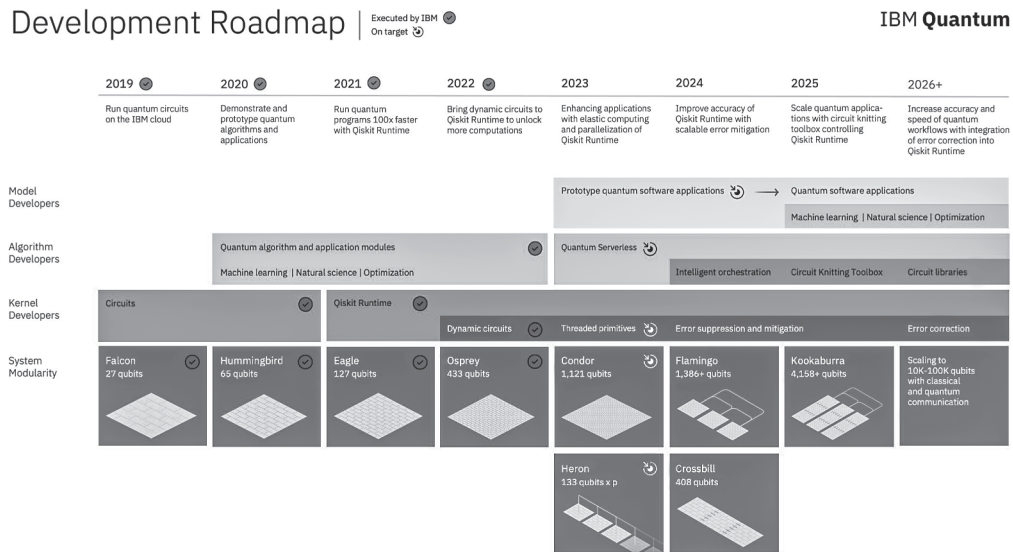 Development Roadmap
Executed by IBM
On target
IBM Quantum
2019
2020
2021
2022
2023
2024
2025
2026+
Run quantum circuits
on the IBM cloud
Demonstrate and
prototype quantum
algorithms and
applications
Run quantum
programs 100x faster
with Qiskit Runtime
Bring dynamic circuits to
Qiskit Runtime to unlock
more computations
Enhancing applications
with elastic computing
and parallelization of
Qiskit Runtime
Improve accuracy of
Qiskit Runtime with
scalable error mitigation
Scale quantum applica-
tions with circuit knitting
toolbox controlling
Qiskit Runtime
Increase accuracy and
speed of quantum
workflows with integration
of error correction into
Qiskit Runtime
Model
Developers
Prototype quantum software applications
Quantum software applications
Machine learning | Natural science | Optimization
Algorithm
Developers
Quantum algorithm and application modules
Machine learning | Natural science | Optimization
Quantum Serverless
Intelligent orchestration
Circuit Knitting Toolbox
Circuit libraries
Kernel
Developers
Circuits
Qiskit Runtime
Dynamic circuits
Threaded primitives
Error suppression and mitigation
Error correction
System
Modularity
Falcon
27 qubits
Hummingbird
65 qubits
Eagle
127 qubits
Osprey
433 qubits
Condor
1,121 qubits
Flamingo
1,386+ qubits
Kookaburra
4,158+ qubits
Scaling to
10K-100K qubits
with classical
and quantum
communication
Heron
133 qubits x p
Crossbill
408 qubits